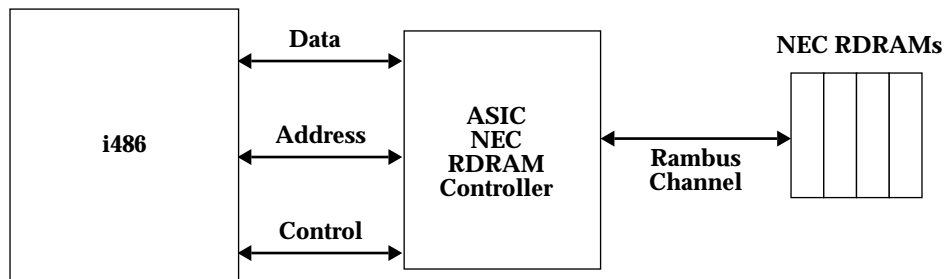 i486
Data
Address
Control
ASIC
NEC
RDRAM
Controller
Rambus
Channel
NEC RDRAMs